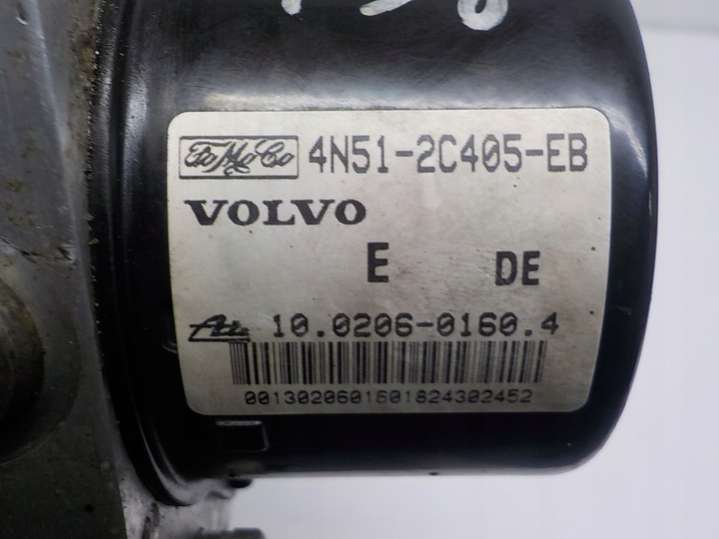 FoMoCo 4N51-2C405-EB
VOLVO
E DE
Ate 10.0206-0160.4
0013020601601824302452